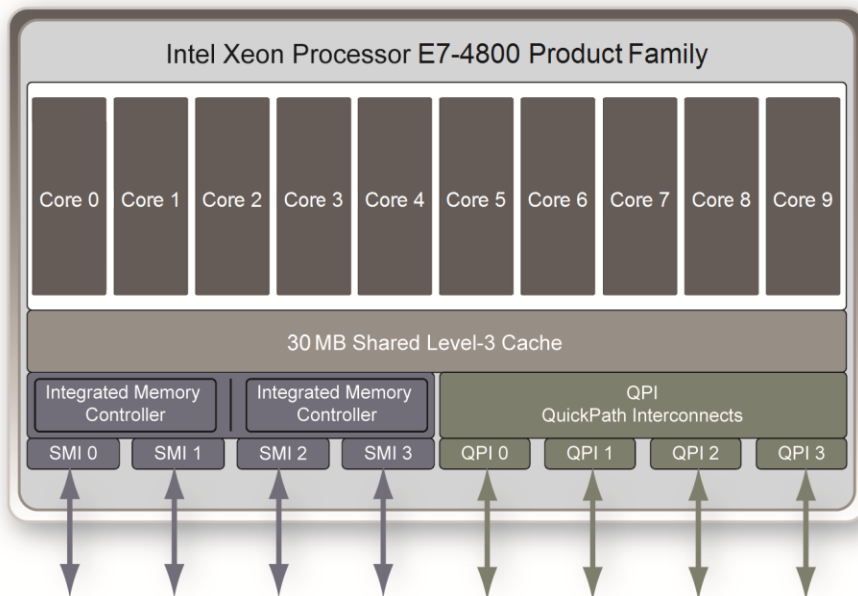 Intel Xeon Processor E7-4800 Product Family
Core 0 Core 1 Core 2 Core 3 Core 4 Core 5 Core 6 Core 7 Core 8 Core 9
30 MB Shared Level-3 Cache
Integrated Memory
Controller
Integrated Memory
Controller
QPI
QuickPath Interconnects
SMI 0 SMI 1 SMI 2 SMI 3 QPI 0 QPI 1 QPI 2 QPI 3